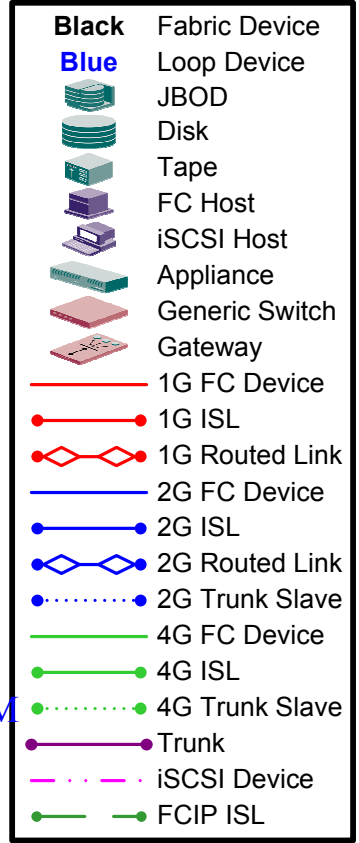 Black Fabric Device
Blue Loop Device
JBOD
Disk
Tape
FC Host
iSCSI Host
Appliance
Generic Switch
Gateway
1G FC Device
1G ISL
1G Routed Link
2G FC Device
2G ISL
2G Routed Link
2G Trunk Slave
4G FC Device
4G ISL
M 4G Trunk Slave
Trunk
iSCSI Device
FCIP ISL